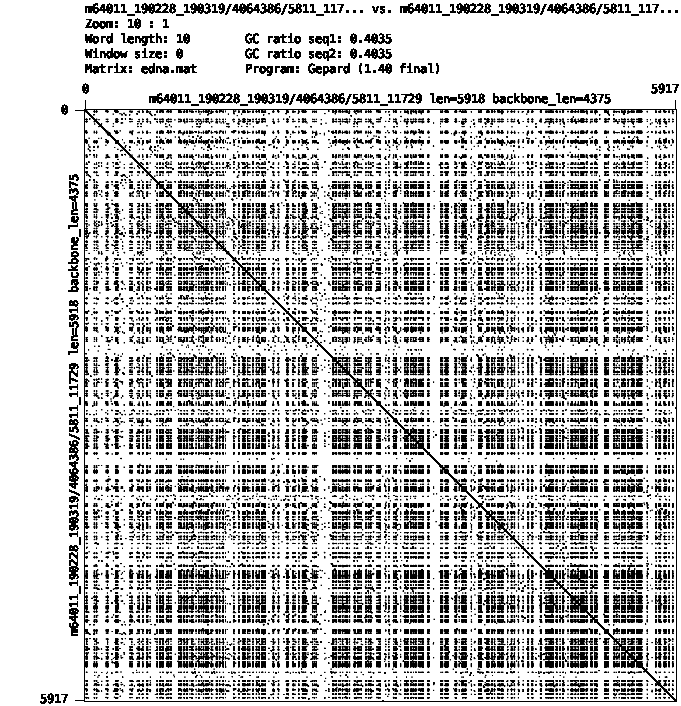 m64011_190228_190319/4064386/5811_117... vs. m64011_190228_190319/4064386/5811_117...
Zoom: 10 : 1
Word length: 10 GC ratio seq1: 0.4035
Window size: 0 GC ratio seq2: 0.4035
Matrix: edna.mat Program: Gepard (1.40 final)
0 5917
m64011_190228_190319/4064386/5811_11729 len=5918 backbone_len=4375
0
m64011_190228_190319/4064386/5811_11729 len=5918 backbone_len=4375
5917